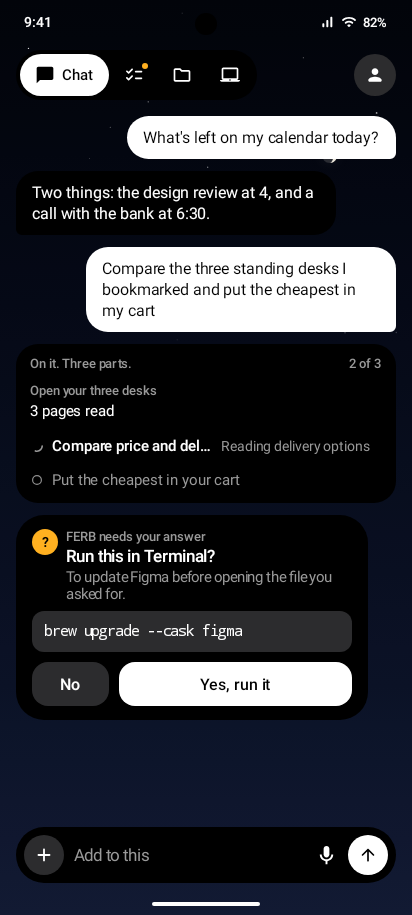 9:41
82%
Chat
What's left on my calendar today?
Two things: the design review at 4, and a
call with the bank at 6:30.
Compare the three standing desks I
bookmarked and put the cheapest in
my cart
On it. Three parts.
2 of 3
Open your three desks
3 pages read
Compare price and del…
Reading delivery options
Put the cheapest in your cart
?
FERB needs your answer
Run this in Terminal?
To update Figma before opening the file you
asked for.
brew upgrade --cask figma
No
Yes, run it
Add to this